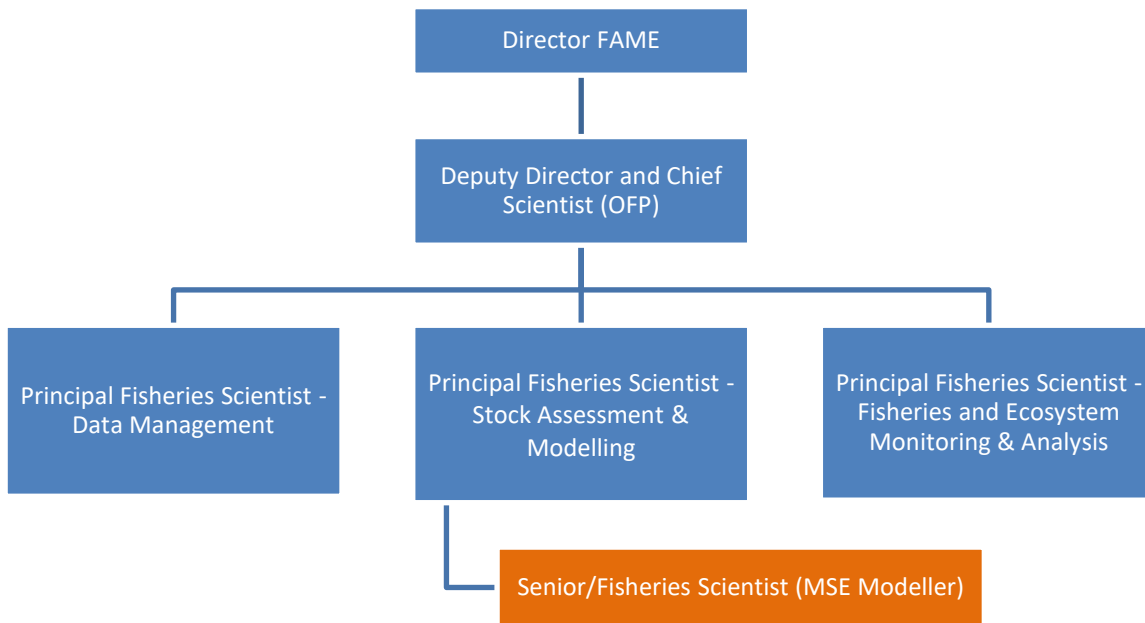 Director FAME
Deputy Director and Chief
Scientist (OFP)
Principal Fisheries Scientist -
Data Management
Principal Fisheries Scientist -
Stock Assessment &
Modelling
Principal Fisheries Scientist -
Fisheries and Ecosystem
Monitoring & Analysis
Senior/Fisheries Scientist (MSE Modeller)